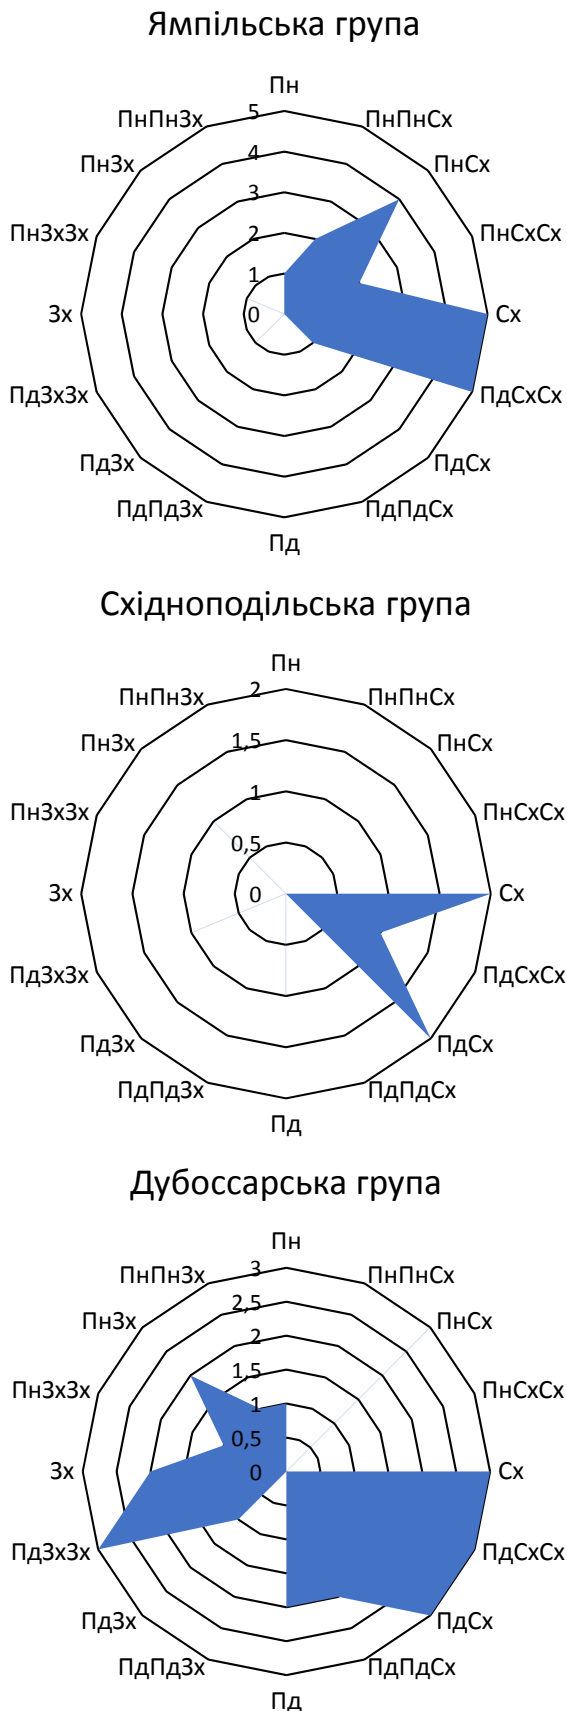 Ямпільська група
Пн
ПнПнЗх
5
ПнПнСх
ПнЗх
4
ПнСх
3
ПнЗхЗх
2
ПнСхСх
1
Зх
0
Сх
ПдЗхЗх
ПдСхСх
ПдЗх
ПдСх
ПдПдЗх
ПдПдСх
Пд
Східноподільська група
Пн
ПнПнЗх
2
ПнПнСх
ПнЗх
1,5
ПнСх
ПнЗхЗх
1
ПнСхСх
0,5
Зх
0
Сх
ПдЗхЗх
ПдСхСх
ПдЗх
ПдСх
ПдПдЗх
ПдПдСх
Пд
Дубоссарська група
Пн
ПнПнЗх
3
ПнПнСх
2,5
ПнЗх
2
ПнСх
1,5
ПнЗхЗх
1
ПнСхСх
0,5
Зх
0
Сх
ПдЗхЗх
ПдСхСх
ПдЗх
ПдСх
ПдПдЗх
ПдПдСх
Пд